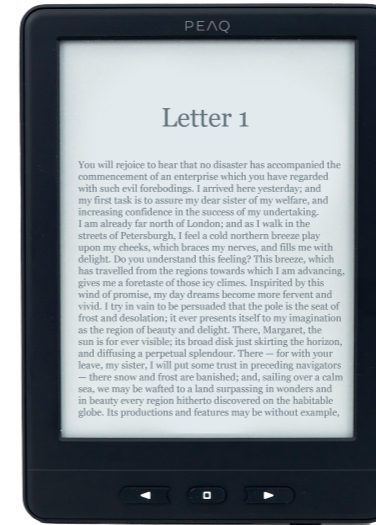 PEAQ
Letter 1
You will rejoice to hear that no disaster has accompanied the
commencement of an enterprise which you have regarded
with such evil forebodings. I arrived here yesterday; and
my first task is to assure my dear sister of my welfare, and
increasing confidence in the success of my undertaking.
I am already far north of London; and as I walk in the
streets of Petersburgh, I feel a cold northern breeze play
upon my cheeks, which braces my nerves, and fills me with
delight. Do you understand this feeling? This breeze, which
has travelled from the regions towards which I am advancing,
gives me a foretaste of those icy climes. Inspirited by this
wind of promise, my day dreams become more fervent and
vivid. I try in vain to be persuaded that the pole is the seat of
frost and desolation; it ever presents itself to my imagination
as the region of beauty and delight. There, Margaret, the
sun is for ever visible; its broad disk just skirting the horizon,
and diffusing a perpetual splendour. There — for with your
leave, my sister, I will put some trust in preceding navigators
— there snow and frost are banished; and, sailing over a calm
sea, we may be wafted to a land surpassing in wonders and
in beauty every region hitherto discovered on the habitable
globe. Its productions and features may be without example,